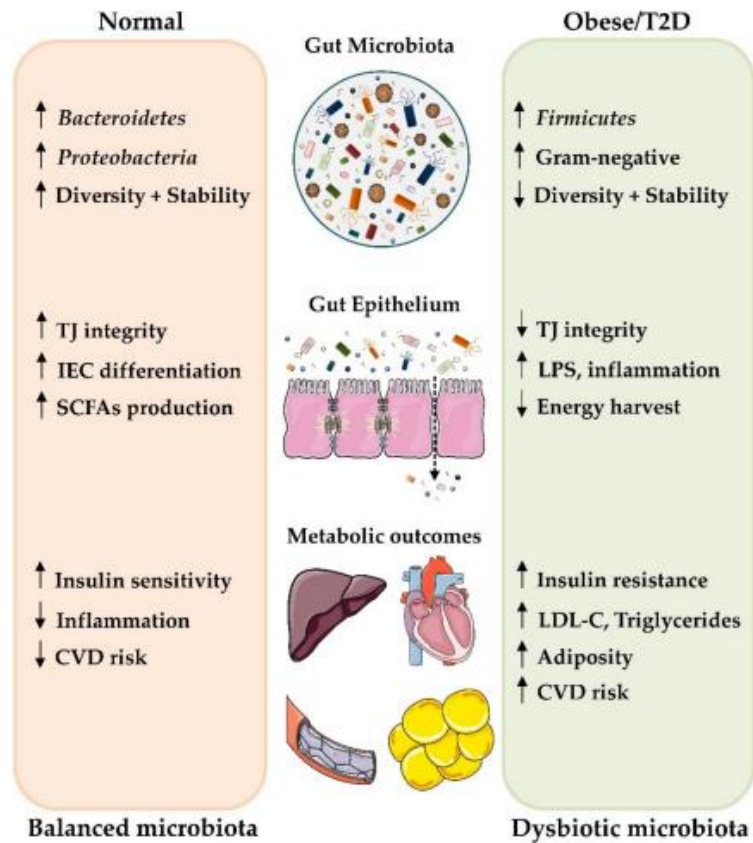 Normal
Gut Microbiota
Obese/T2D
↑ Bacteroidetes
↑ Proteobacteria
↑ Diversity + Stability
↑ Firmicutes
↑ Gram-negative
↓ Diversity + Stability
Gut Epithelium
↑ TJ integrity
↑ IEC differentiation
↑ SCFAs production
↓ TJ integrity
↑ LPS, inflammation
↓ Energy harvest
Metabolic outcomes
↑ Insulin sensitivity
↓ Inflammation
↓ CVD risk
↑ Insulin resistance
↑ LDL-C, Triglycerides
↑ Adiposity
↑ CVD risk
Balanced microbiota
Dysbiotic microbiota